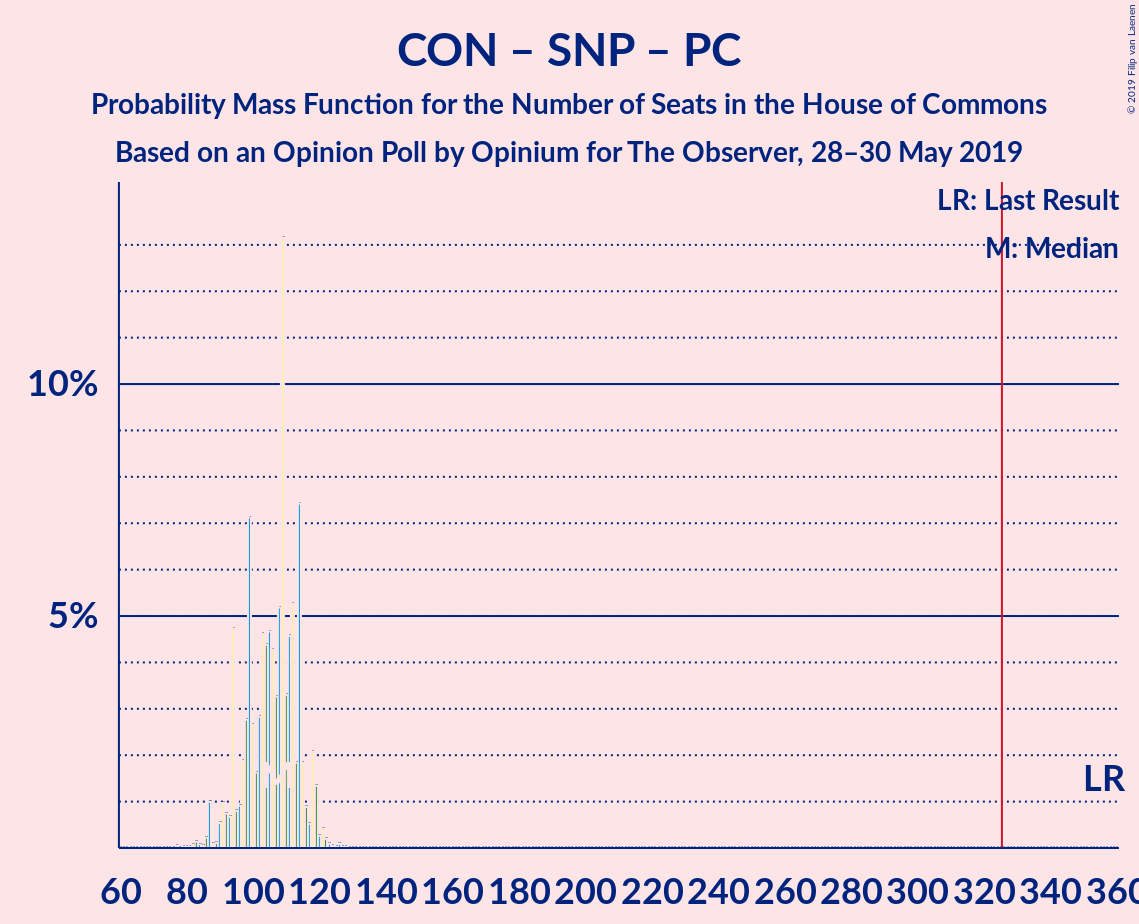 CON – SNP – PC
Probability Mass Function for the Number of Seats in the House of Commons
Based on an Opinion Poll by Opinium for The Observer, 28–30 May 2019
© 2019 Filip van Laenen
LR: Last Result
M: Median
10%
5%
M
LR
60 80 100 120 140 160 180 200 220 240 260 280 300 320 340 360